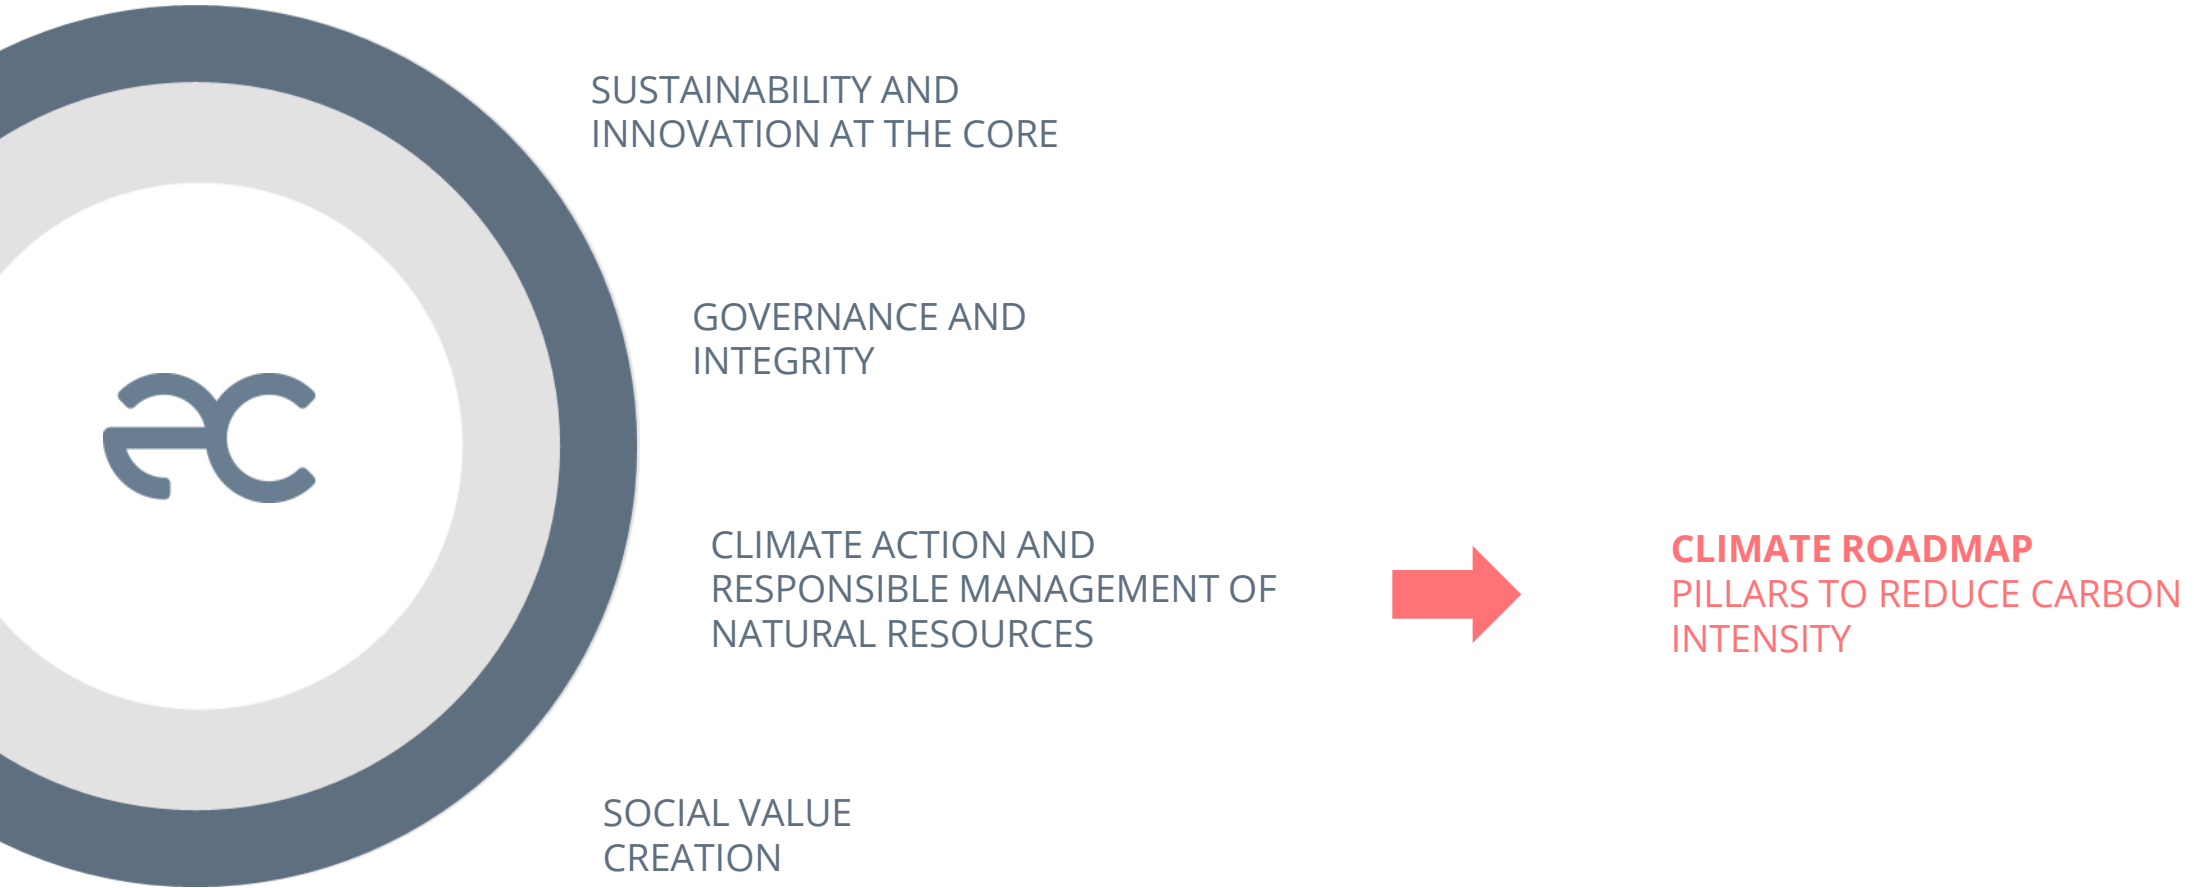 SUSTAINABILITY AND
INNOVATION AT THE CORE
GOVERNANCE AND
INTEGRITY
CLIMATE ACTION AND
RESPONSIBLE MANAGEMENT OF
NATURAL RESOURCES
CLIMATE ROADMAP
PILLARS TO REDUCE CARBON
INTENSITY
SOCIAL VALUE
CREATION